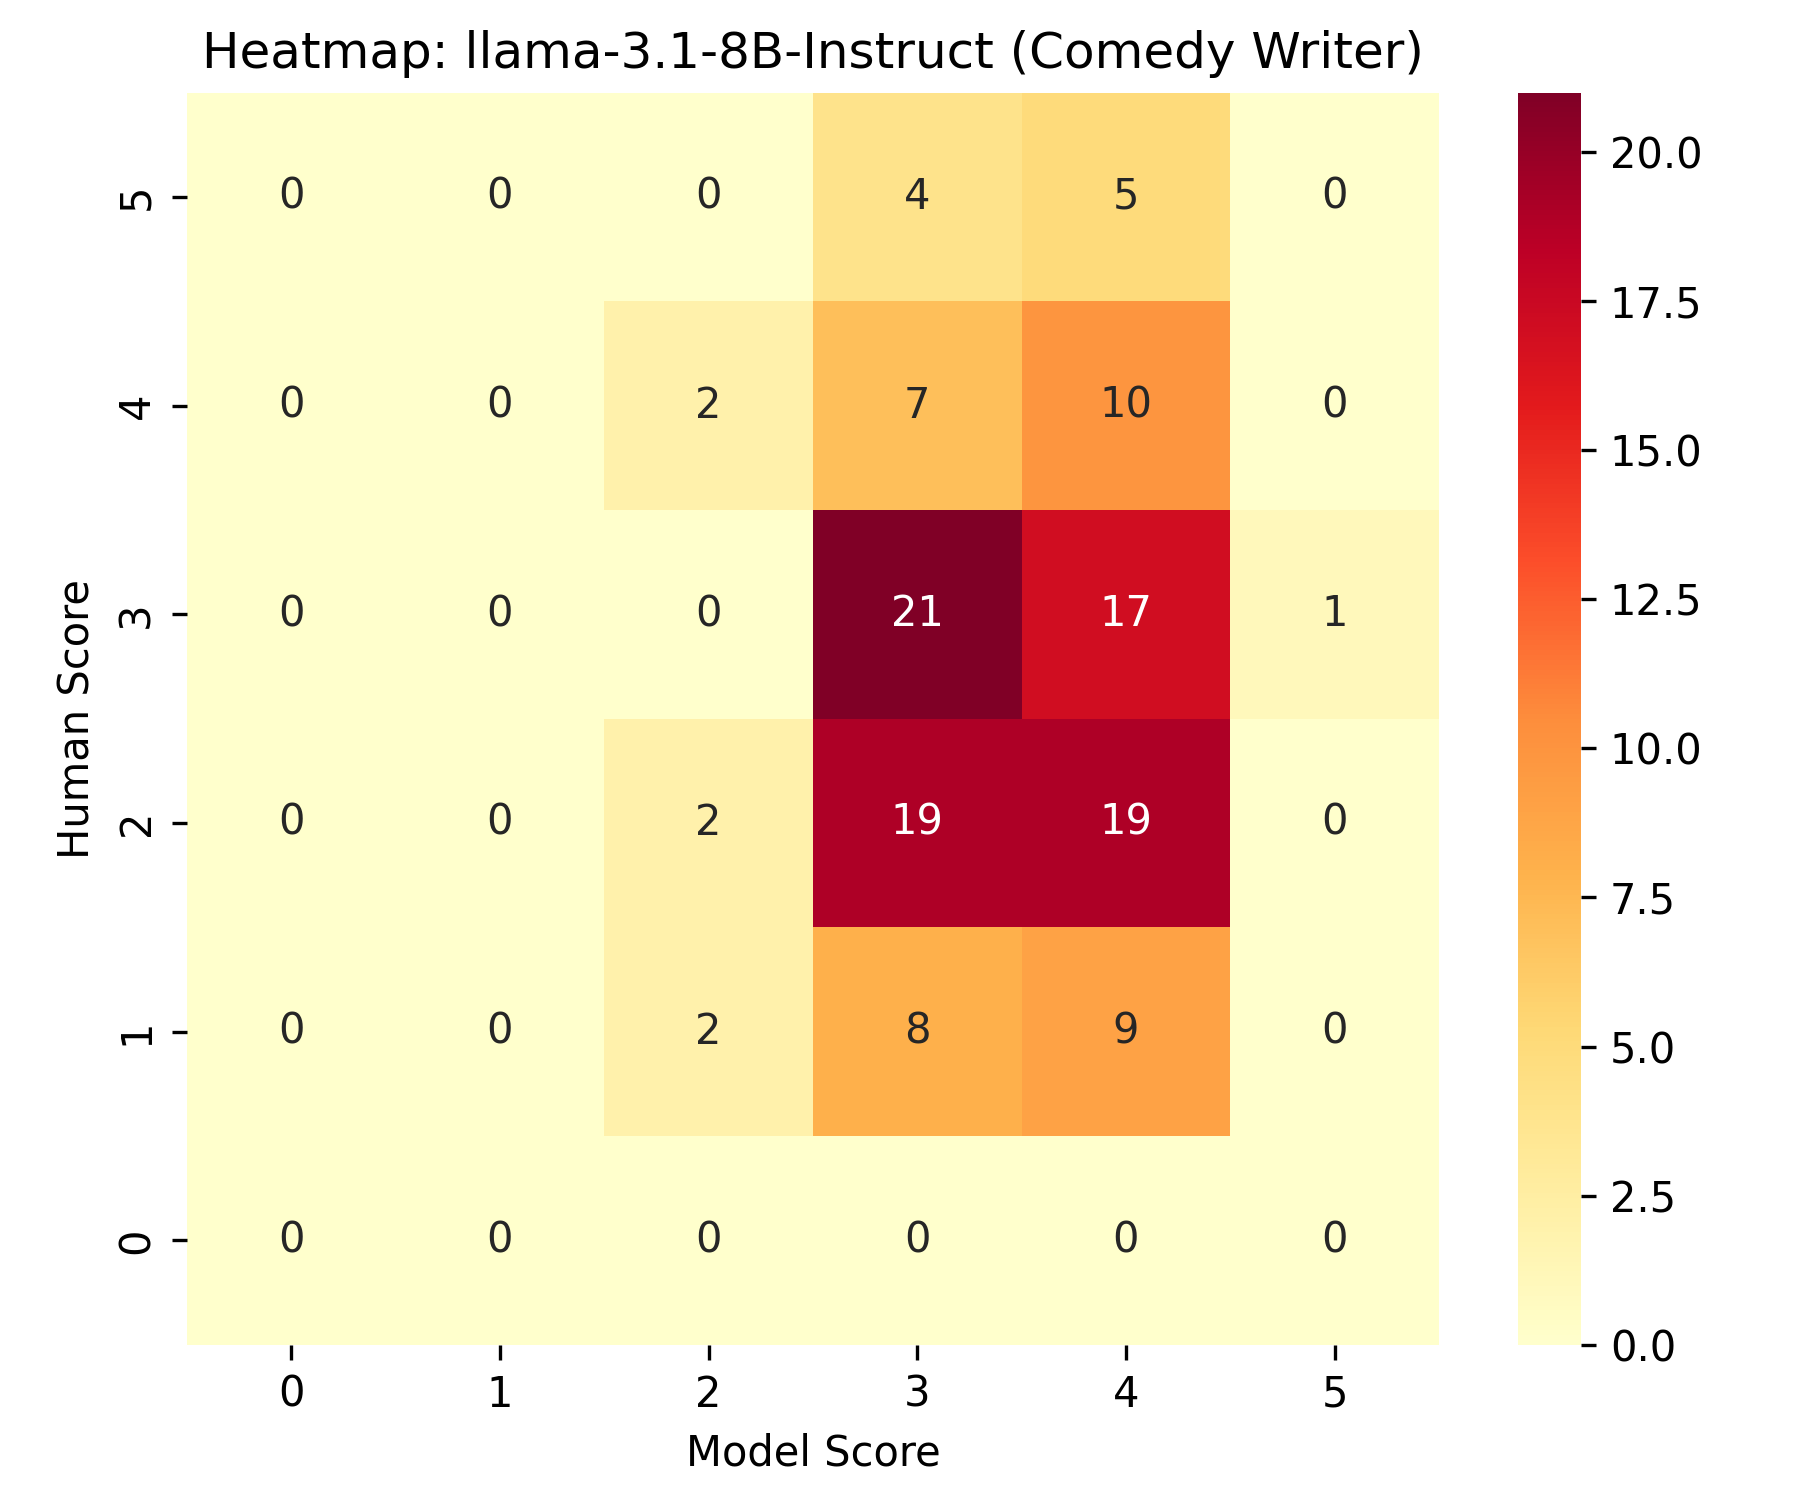 Heatmap: llama-3.1-8B-Instruct (Comedy Writer)
5 0 0 0 4 5 0
4 0 0 2 7 10 0
3 0 0 0 21 17 1
2 0 0 2 19 19 0
1 0 0 2 8 9 0
0 0 0 0 0 0 0
0 1 2 3 4 5
Model Score
Human Score
20.0
17.5
15.0
12.5
10.0
7.5
5.0
2.5
0.0